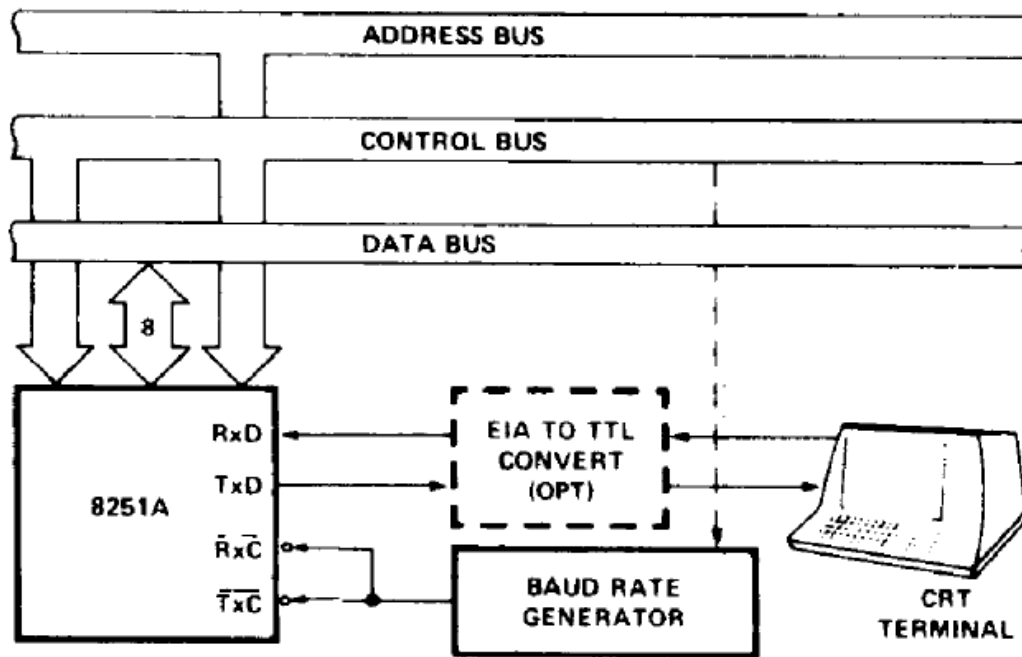 ADDRESS BUS
CONTROL BUS
DATA BUS
8
8251A
RxD
TxD
R̅x̅C̅
T̅x̅C̅
EIA TO TTL
CONVERT
(OPT)
BAUD RATE
GENERATOR
CRT
TERMINAL